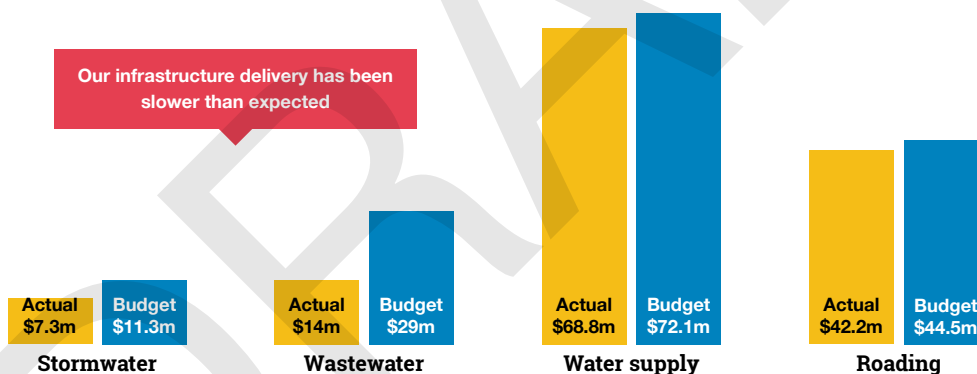 Our infrastructure delivery has been
slower than expected
Actual
$7.3m
Budget
$11.3m
Stormwater
Actual
$14m
Budget
$29m
Wastewater
Actual
$68.8m
Budget
$72.1m
Water supply
Actual
$42.2m
Budget
$44.5m
Roading